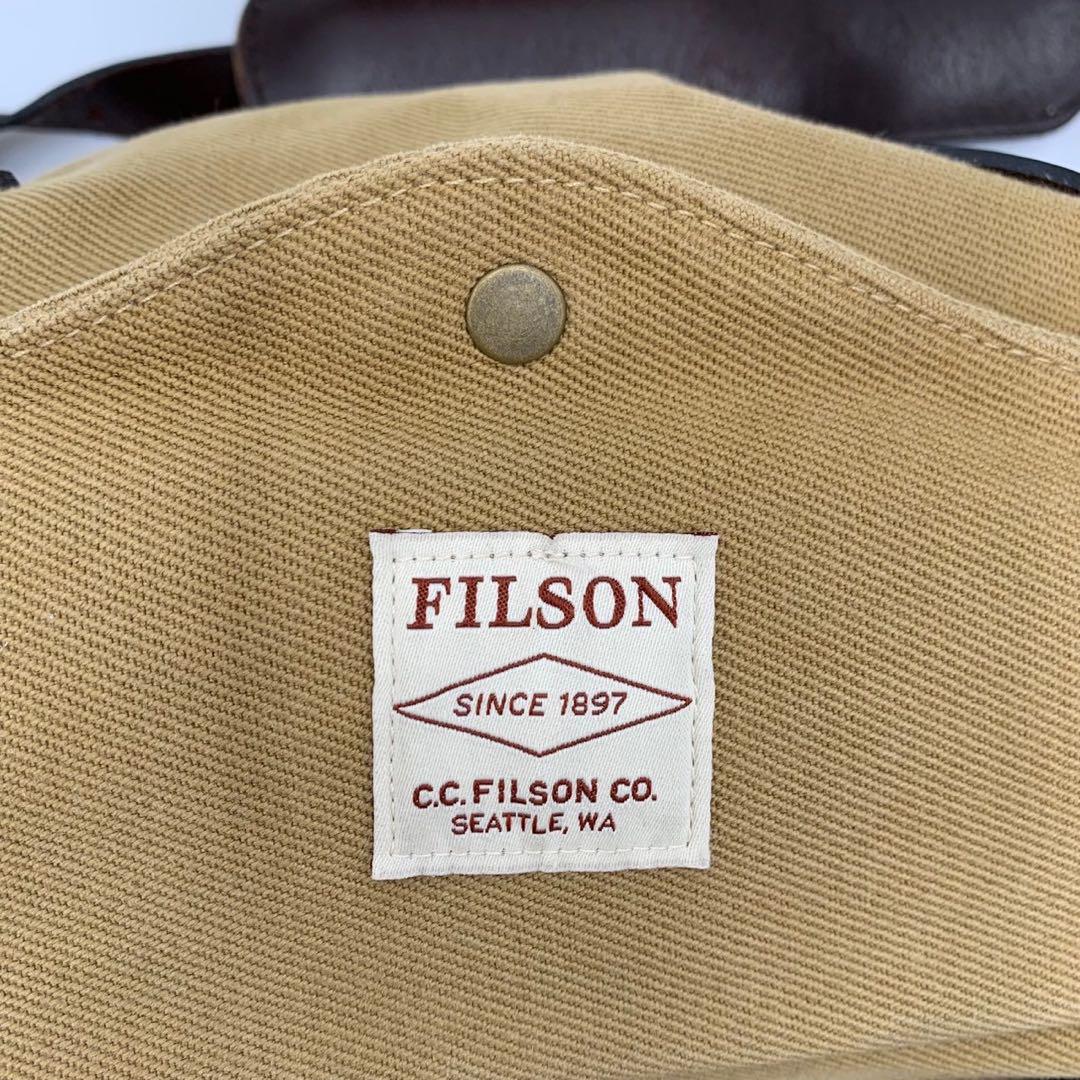 FILSON
SINCE 1897
C.C. FILSON CO.
SEATTLE, WA